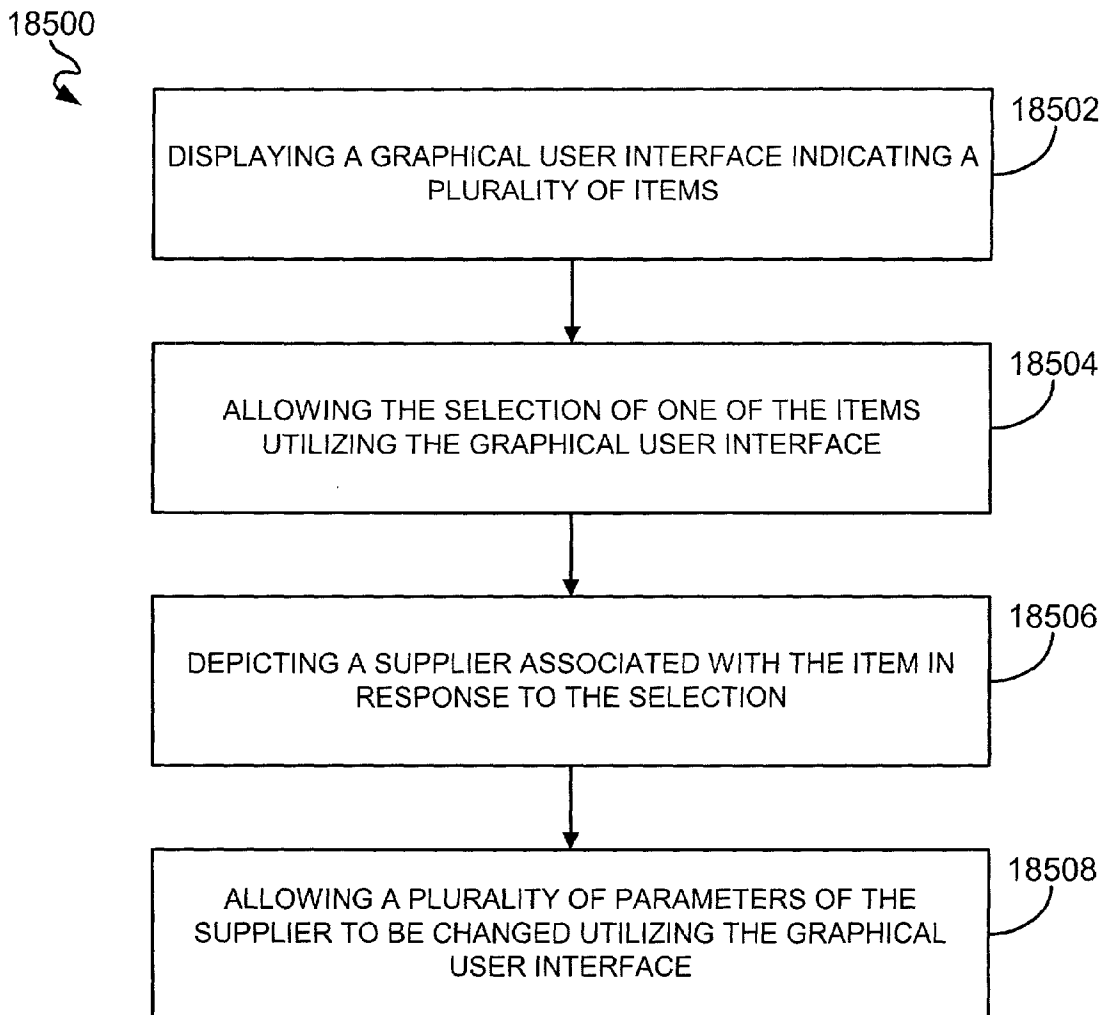 18500
18502
DISPLAYING A GRAPHICAL USER INTERFACE INDICATING A
PLURALITY OF ITEMS
18504
ALLOWING THE SELECTION OF ONE OF THE ITEMS
UTILIZING THE GRAPHICAL USER INTERFACE
18506
DEPICTING A SUPPLIER ASSOCIATED WITH THE ITEM IN
RESPONSE TO THE SELECTION
18508
ALLOWING A PLURALITY OF PARAMETERS OF THE
SUPPLIER TO BE CHANGED UTILIZING THE GRAPHICAL
USER INTERFACE